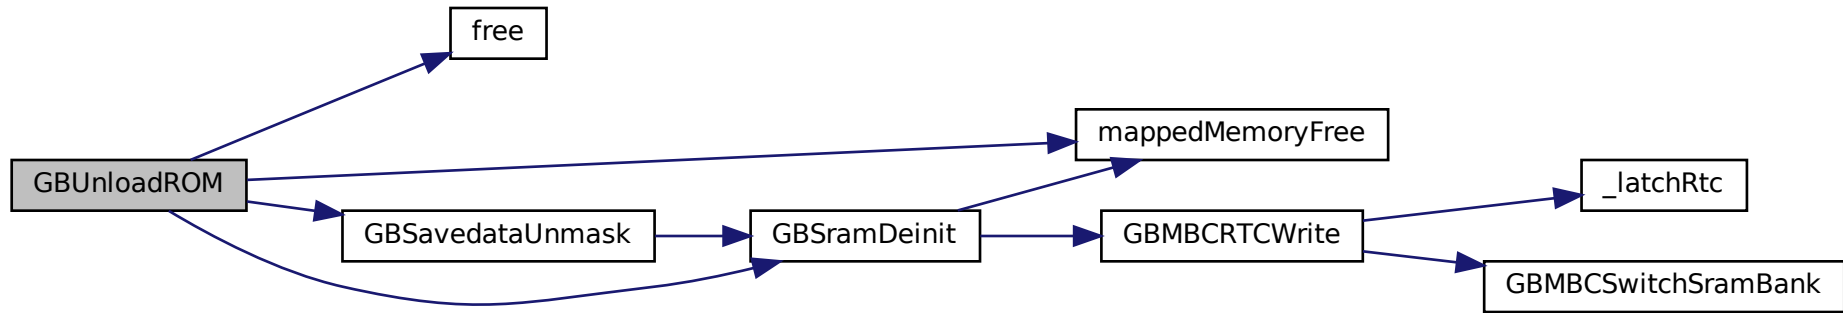 free
mappedMemoryFree
GBUnloadROM
_latchRtc
GBSavedataUnmask
GBSramDeinit
GBMBCRTCWrite
GBMBCSwitchSramBank